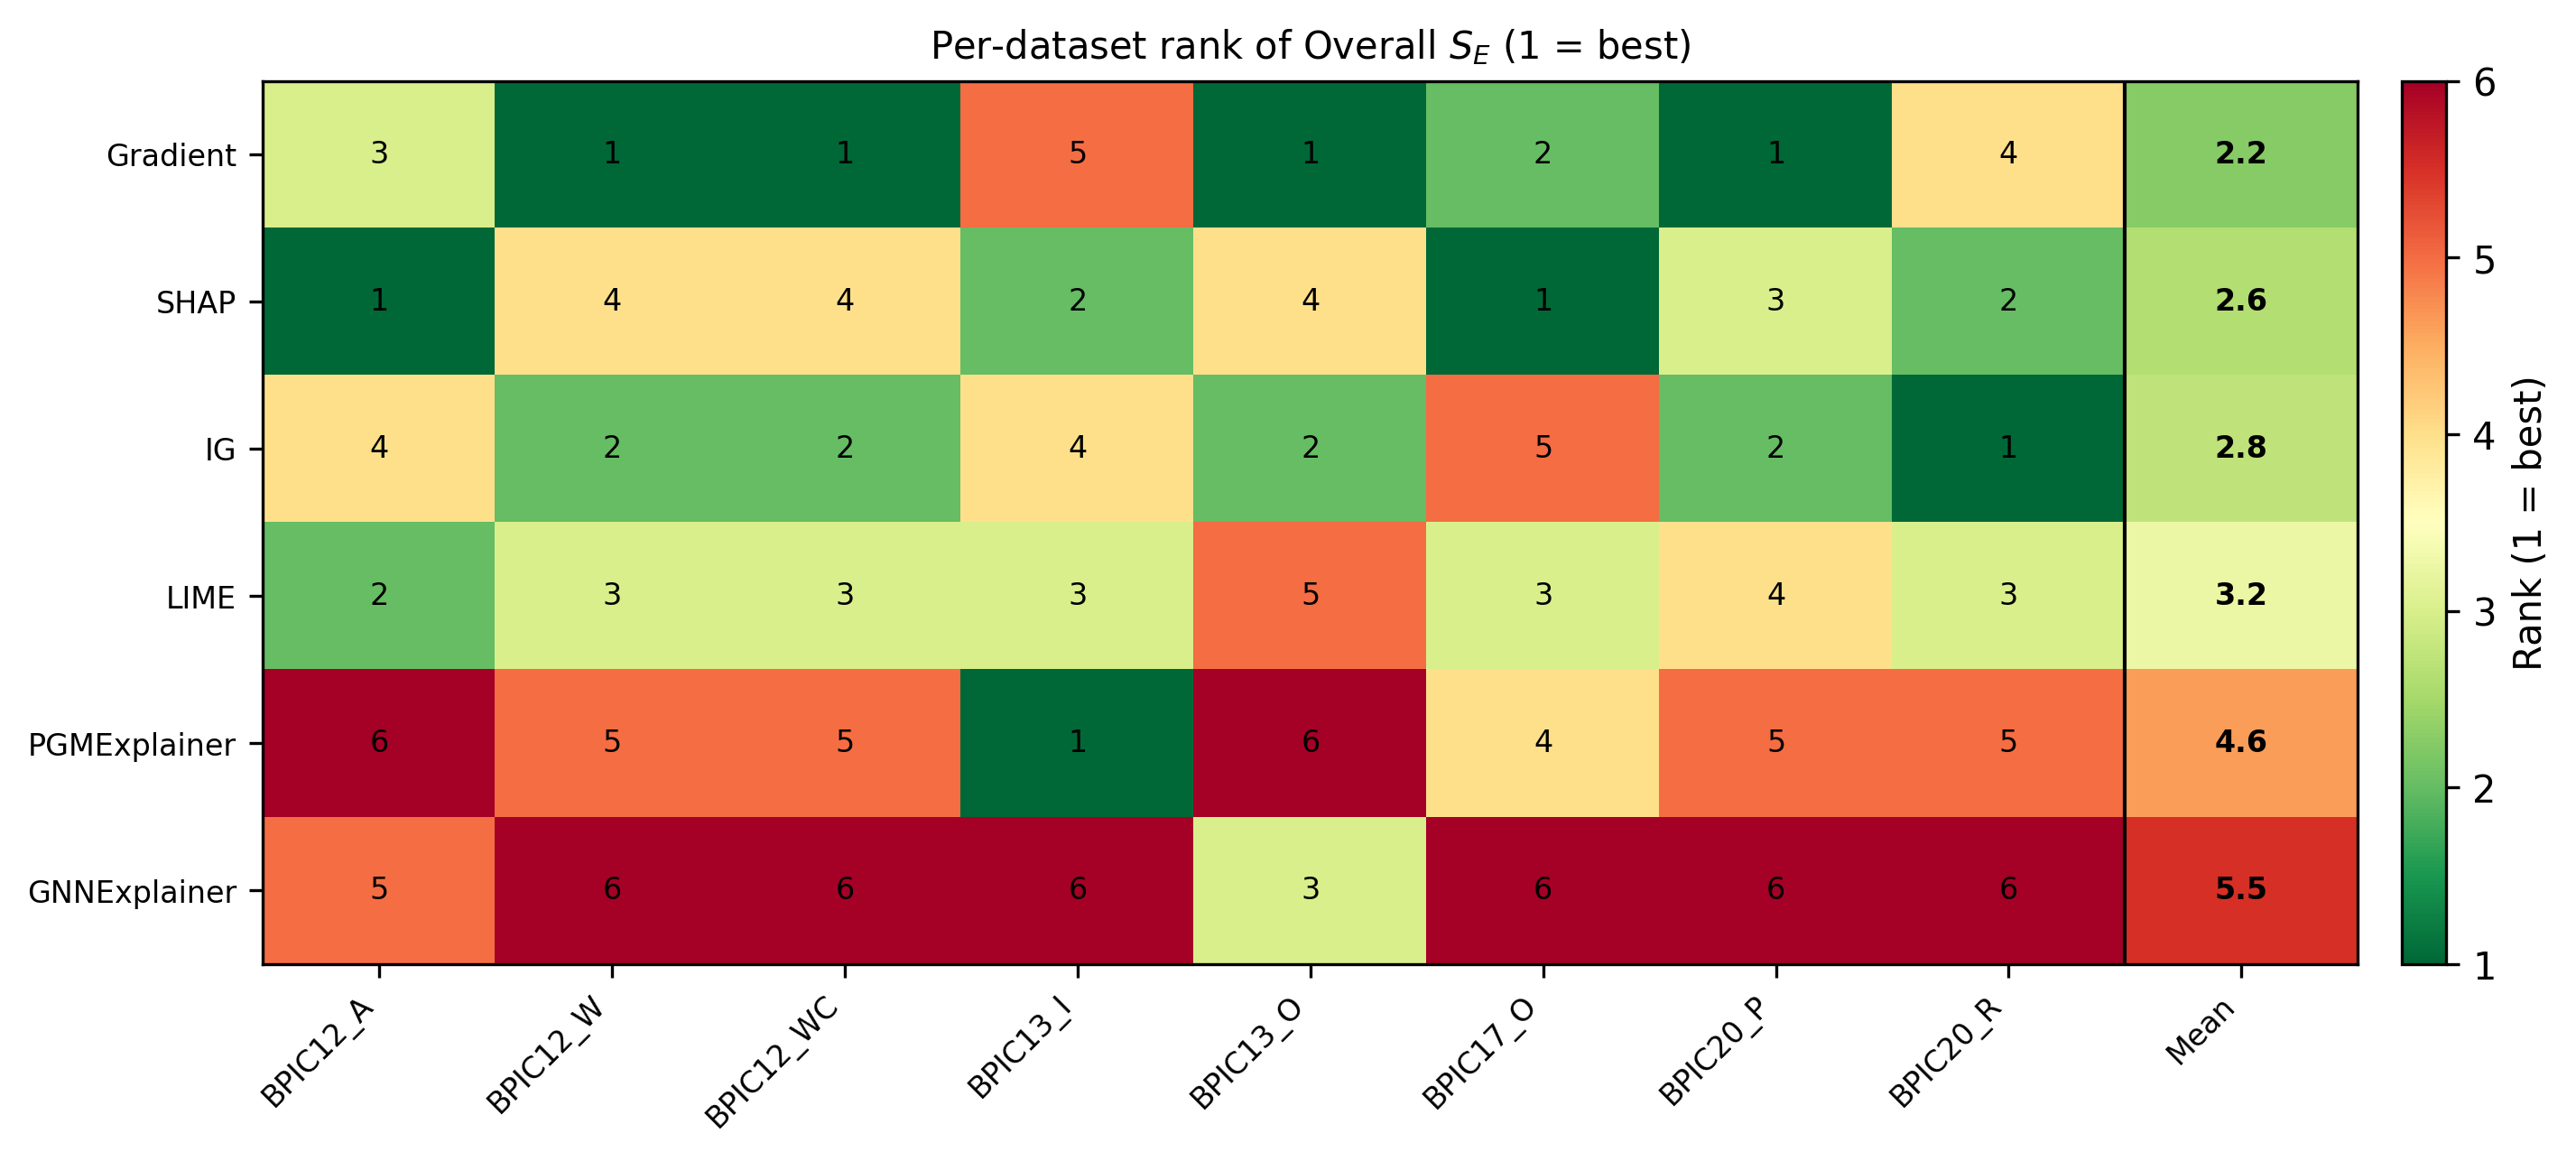 Per-dataset rank of Overall S_E (1 = best)
Gradient 3 1 1 5 1 2 1 4 2.2
SHAP 1 4 4 2 4 1 3 2 2.6
IG 4 2 2 4 2 5 2 1 2.8
LIME 2 3 3 3 5 3 4 3 3.2
PGMExplainer 6 5 5 1 6 4 5 5 4.6
GNNExplainer 5 6 6 6 3 6 6 6 5.5
BPIC12_A BPIC12_W BPIC12_WC BPIC13_I BPIC13_O BPIC17_O BPIC20_P BPIC20_R Mean
6
5
4
3
2
1
Rank (1 = best)